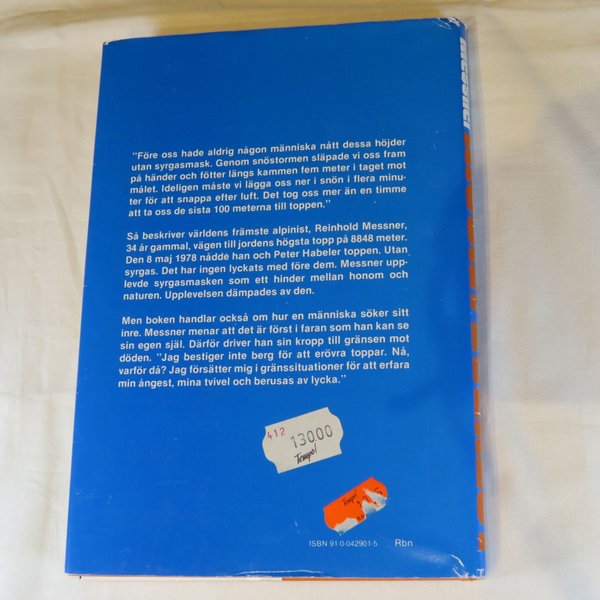 "Före oss hade aldrig någon människa nått dessa höjder
utan syrgasmask. Genom snöstormen släpade vi oss fram
på händer och fötter längs kammen fem meter i taget mot
målet. Ideligen måste vi lägga oss ner i snön i flera minu-
ter för att snappa efter luft. Det tog oss mer än en timme
att ta oss de sista 100 meterna till toppen."
Så beskriver världens främste alpinist, Reinhold Messner,
34 år gammal, vägen till jordens högsta topp på 8848 meter.
Den 8 maj 1978 nådde han och Peter Habeler toppen. Utan
syrgas. Det har ingen lyckats med före dem. Messner upp-
levde syrgasmasken som ett hinder mellan honom och
naturen. Upplevelsen dämpades av den.
Men boken handlar också om hur en människa söker sitt
inre. Messner menar att det är först i faran som han kan se
sin egen själ. Därför driver han sin kropp till gränsen mot
döden. "Jag bestiger inte berg för att erövra toppar. Nå,
varför då? Jag försätter mig i gränssituationer för att erfara
min ångest, mina tvivel och berusas av lycka."
412
13000
Tempo!
Tempo!
ISBN 91-0-042901-5 Rbn
messner